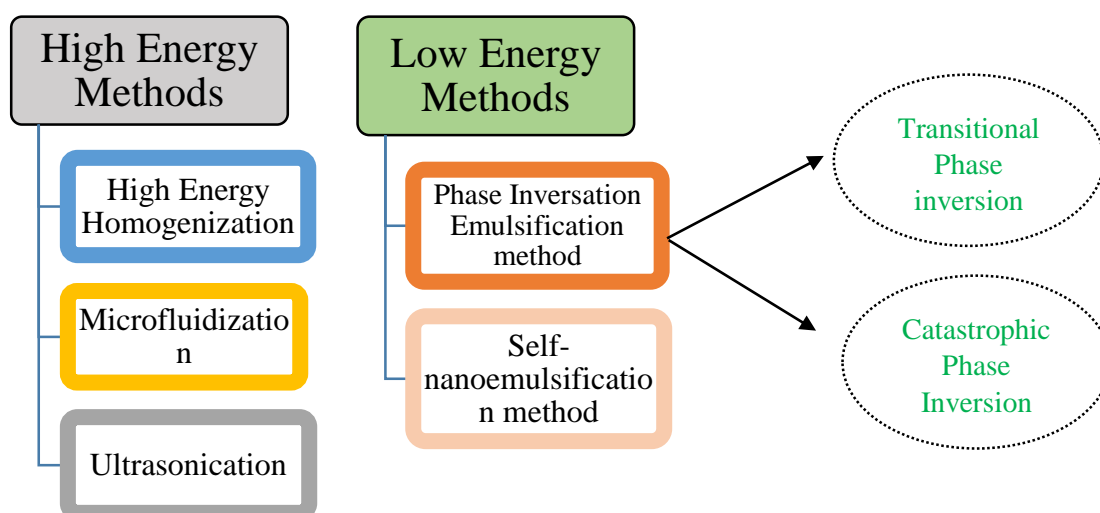 High Energy
Methods
High Energy
Homogenization
Microfluidizatio
n
Ultrasonication
Low Energy
Methods
Phase Inversation
Emulsification
method
Self-
nanoemulsificatio
n method
Transitional
Phase
inversion
Catastrophic
Phase
Inversion